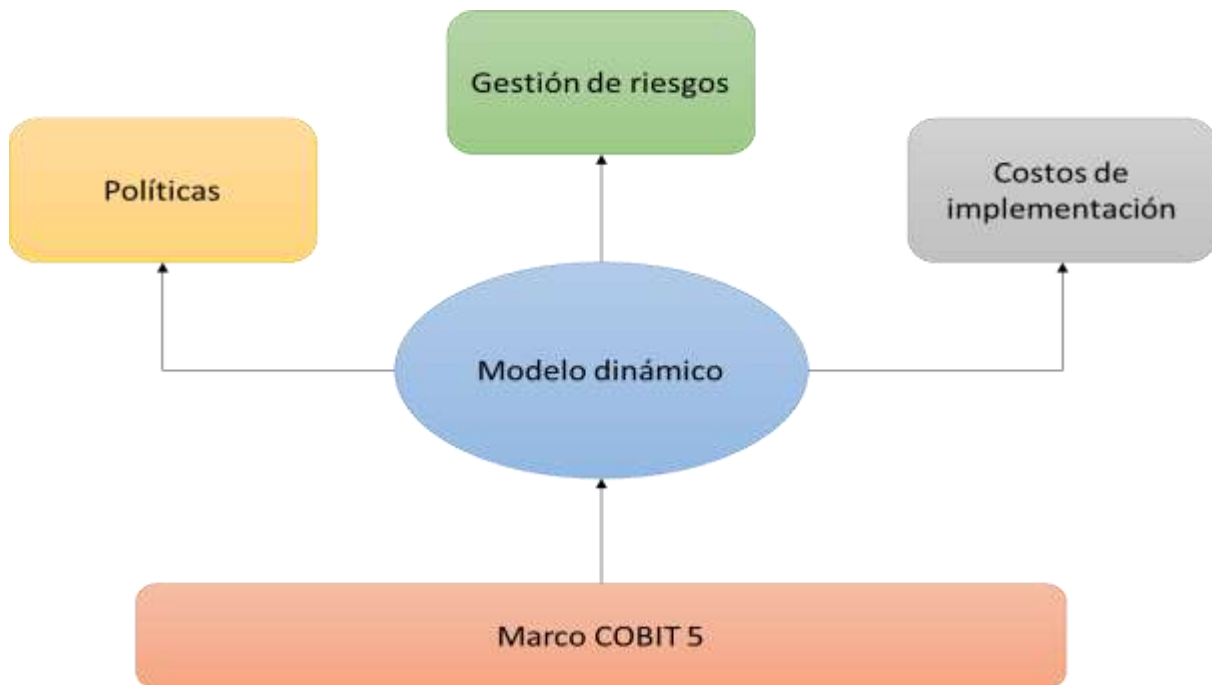 Gestión de riesgos
Políticas
Costos de
implementación
Modelo dinámico
Marco COBIT 5